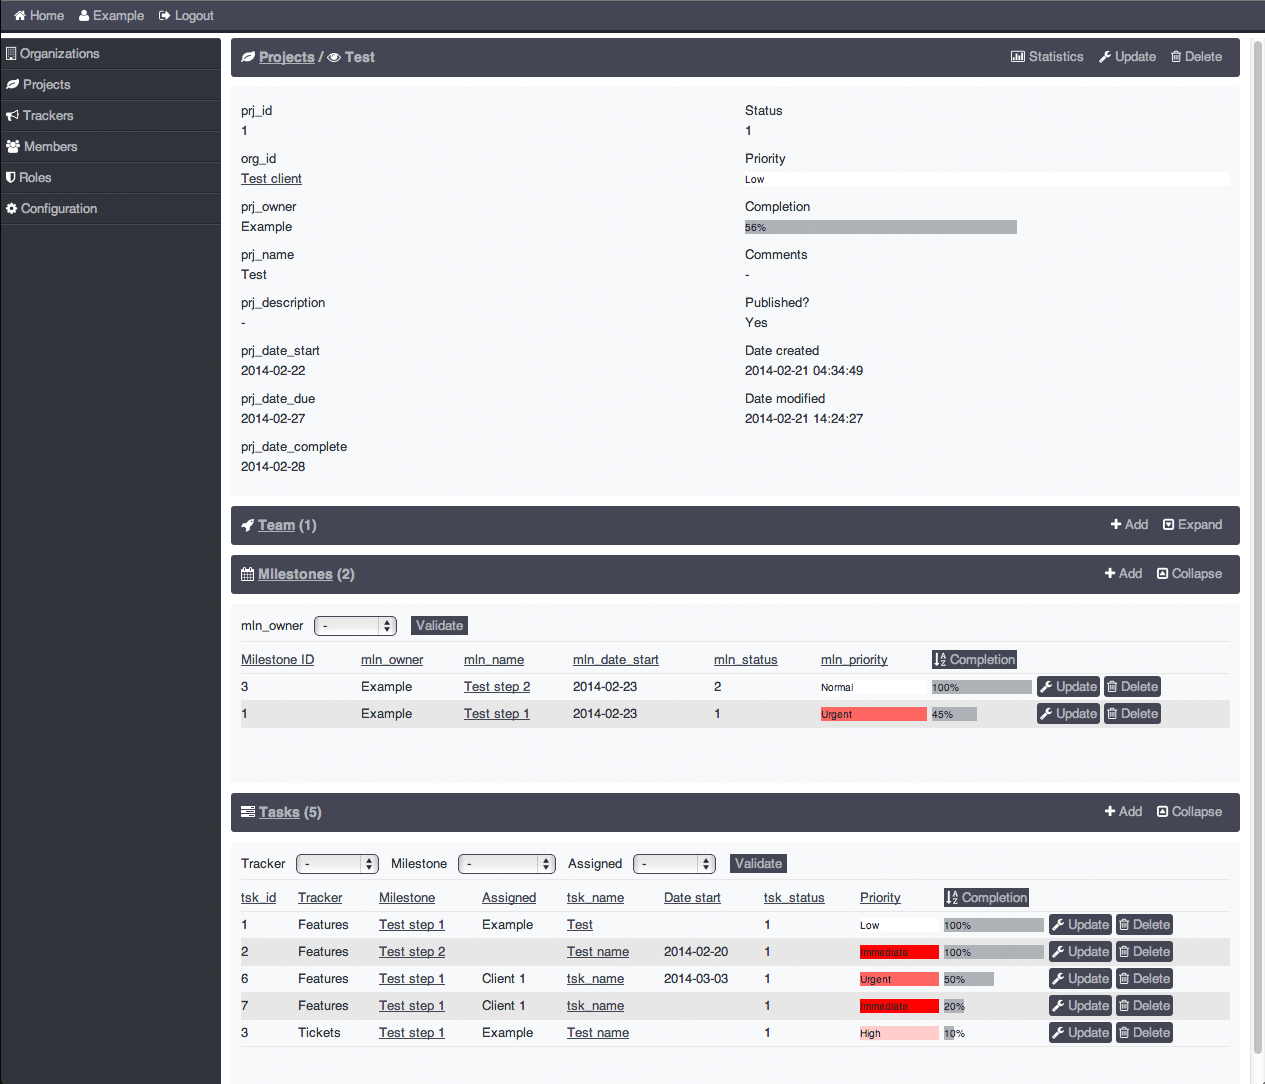 Home Example Logout
Organizations
Projects
Trackers
Members
Roles
Configuration
Projects / Test Statistics Update Delete
prj_id
1
org_id
Test client
prj_owner
Example
prj_name
Test
prj_description
-
prj_date_start
2014-02-22
prj_date_due
2014-02-27
prj_date_complete
2014-02-28
Status
1
Priority
Low
Completion
56%
Comments
-
Published?
Yes
Date created
2014-02-21 04:34:49
Date modified
2014-02-21 14:24:27
Team (1) Add Expand
Milestones (2) Add Collapse
mln_owner - Validate
Milestone ID mln_owner mln_name mln_date_start mln_status mln_priority Completion
3 Example Test step 2 2014-02-23 2 Normal 100% Update Delete
1 Example Test step 1 2014-02-23 1 Urgent 45% Update Delete
Tasks (5) Add Collapse
Tracker - Milestone - Assigned - Validate
tsk_id Tracker Milestone Assigned tsk_name Date start tsk_status Priority Completion
1 Features Test step 1 Example Test 1 Low 100% Update Delete
2 Features Test step 2 Test name 2014-02-20 1 Immediate 100% Update Delete
6 Features Test step 1 Client 1 tsk_name 2014-03-03 1 Urgent 50% Update Delete
7 Features Test step 1 Client 1 tsk_name 1 Immediate 20% Update Delete
3 Tickets Test step 1 Example Test name 1 High 10% Update Delete